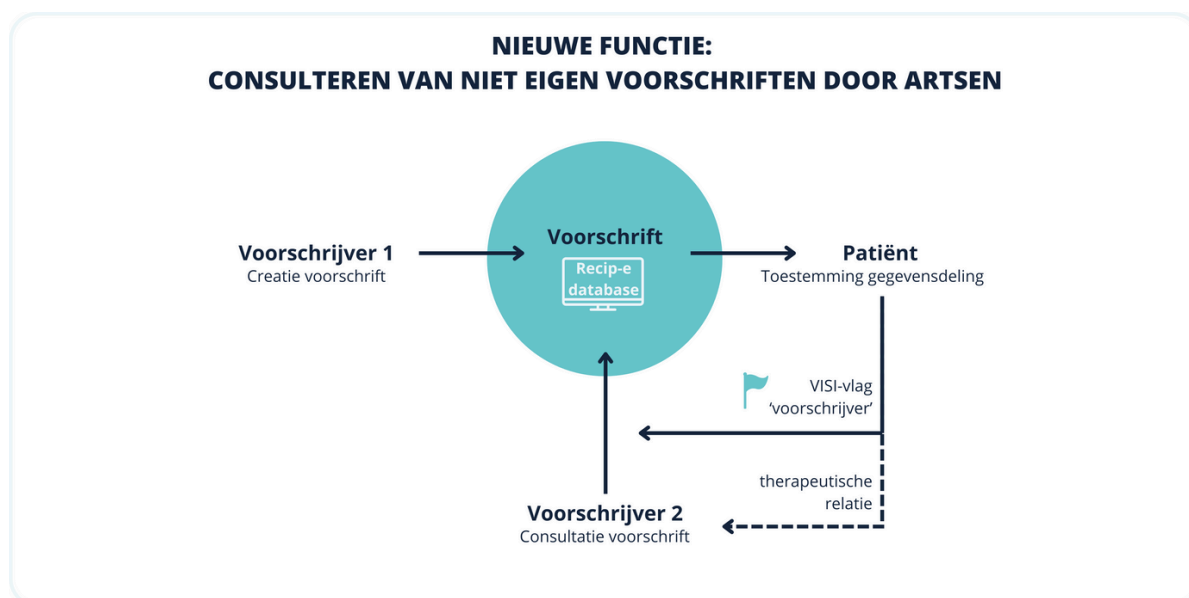 NIEUWE FUNCTIE:
CONSULTEREN VAN NIET EIGEN VOORSCHRIFTEN DOOR ARTSEN
Voorschrijver 1
Creatie voorschrift
Voorschrift
Recip-e
database
Patiënt
Toestemming gegevensdeling
VISI-vlag
‘voorschrijver’
therapeutische
relatie
Voorschrijver 2
Consultatie voorschrift